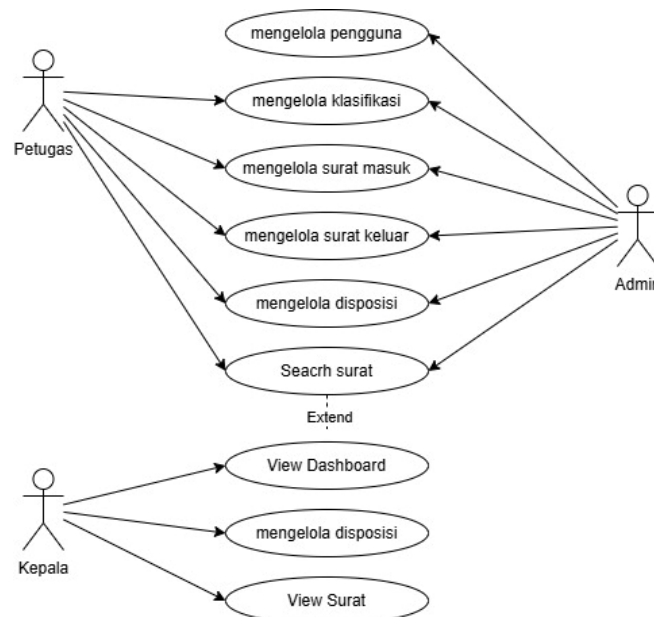 mengelola pengguna
mengelola klasifikasi
Petugas
mengelola surat masuk
mengelola surat keluar
Admin
mengelola disposisi
Seacrh surat
Extend
View Dashboard
mengelola disposisi
Kepala
View Surat